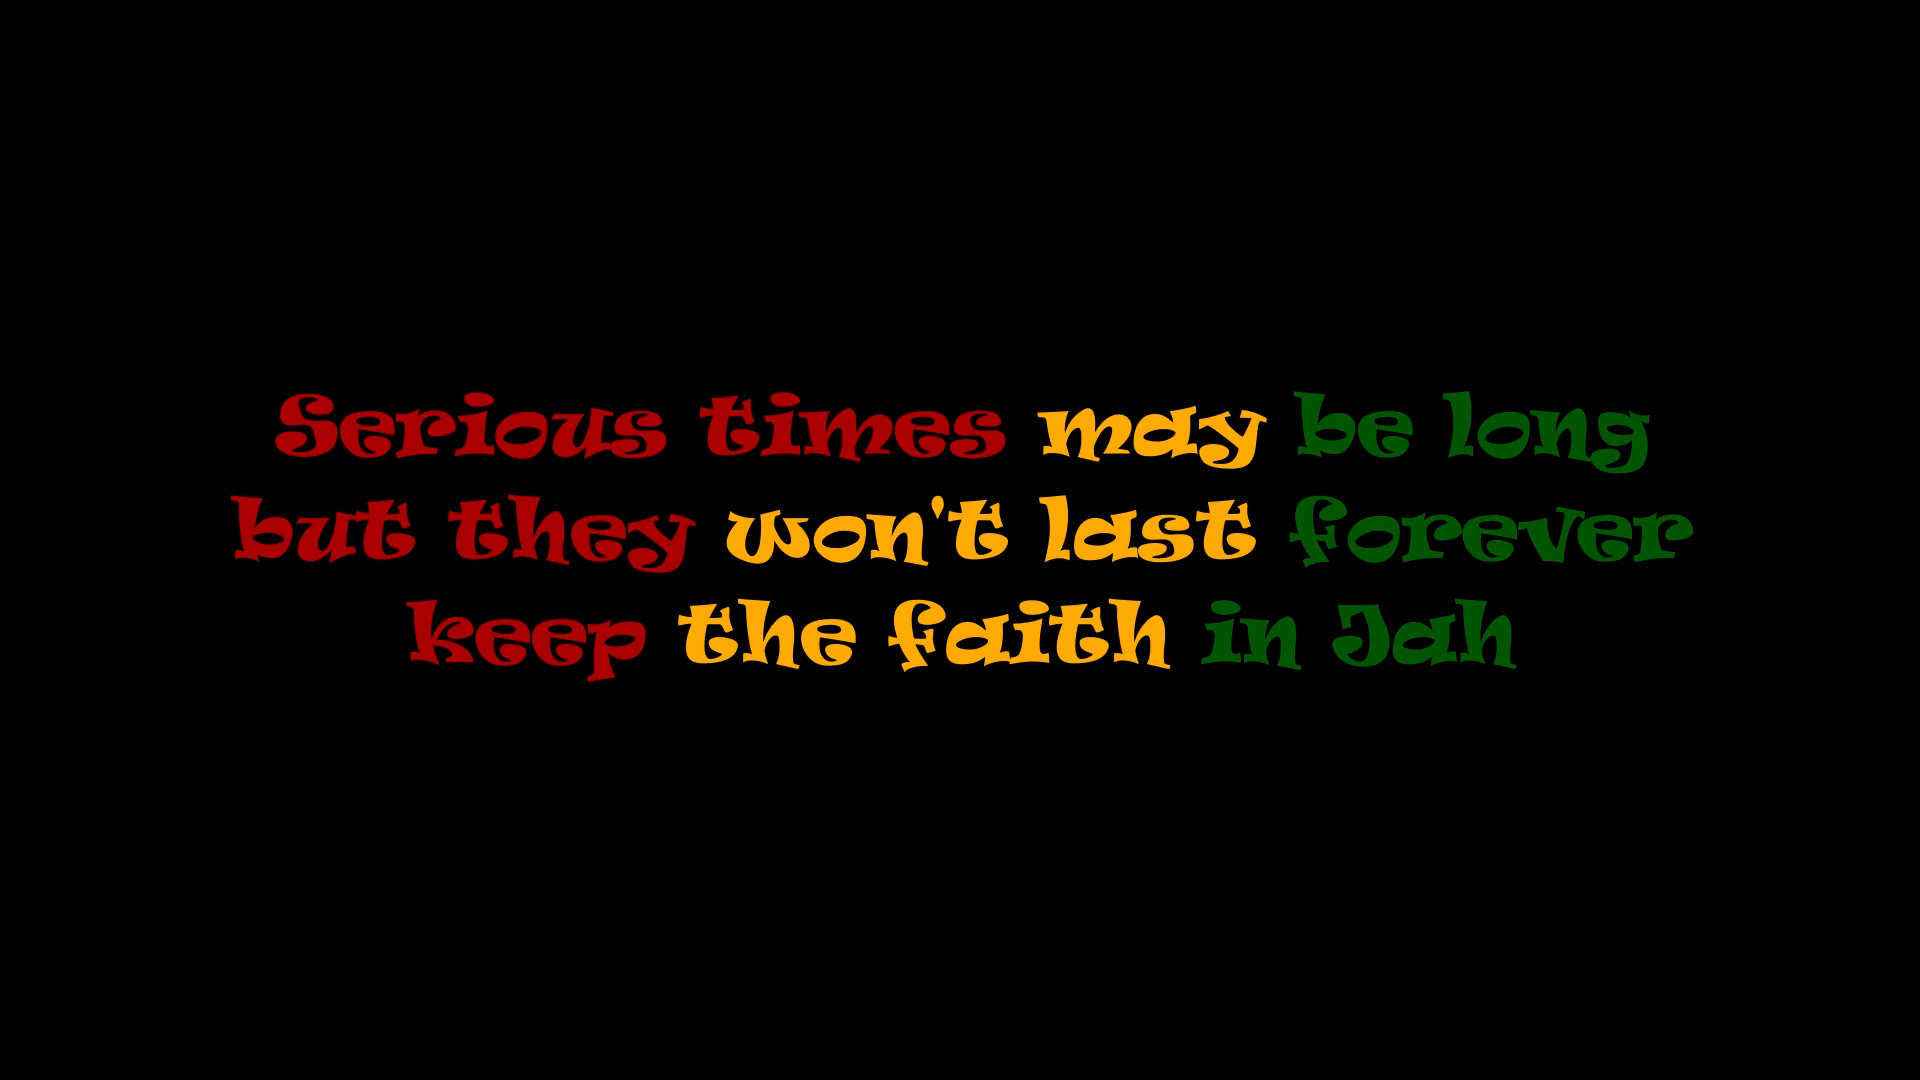 Serious times may be long
but they won't last forever
keep the faith in Jah